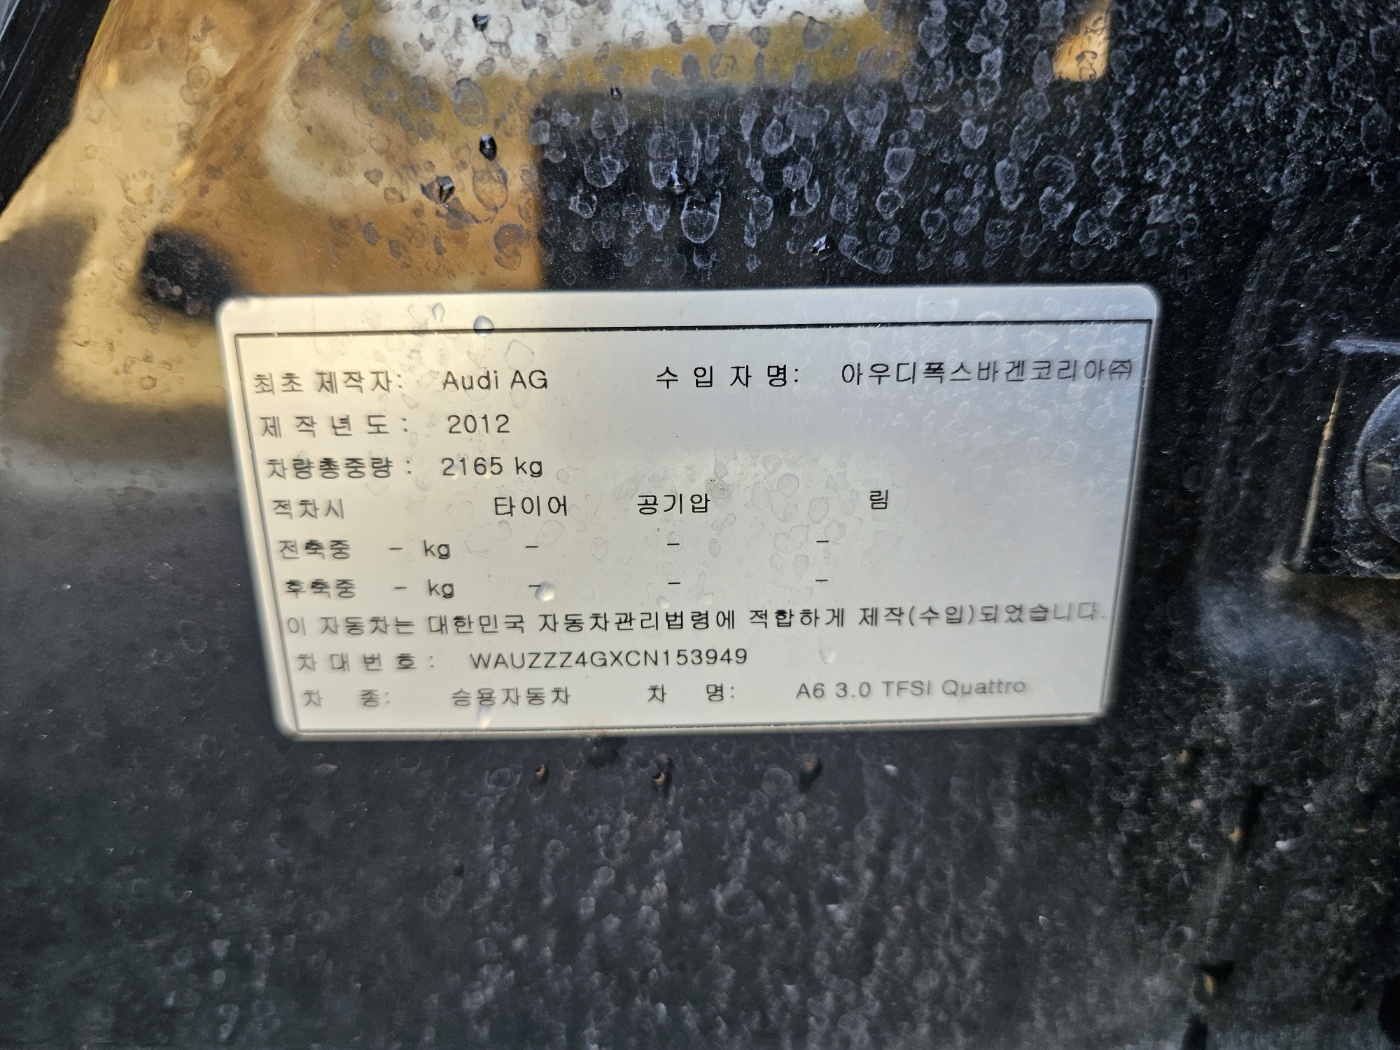 최초 제작자: Audi AG 수 입 자 명: 아우디폭스바겐코리아㈜
제 작 년 도 : 2012
차량총중량 : 2165 kg
적차시 타이어 공기압 림
전축중 - kg - - -
후축중 - kg - - -
이 자동차는 대한민국 자동차관리법령에 적합하게 제작(수입)되었습니다.
차 대 번 호 : WAUZZZ4GXCN153949
차 종: 승용자동차 차 명: A6 3.0 TFSI Quattro